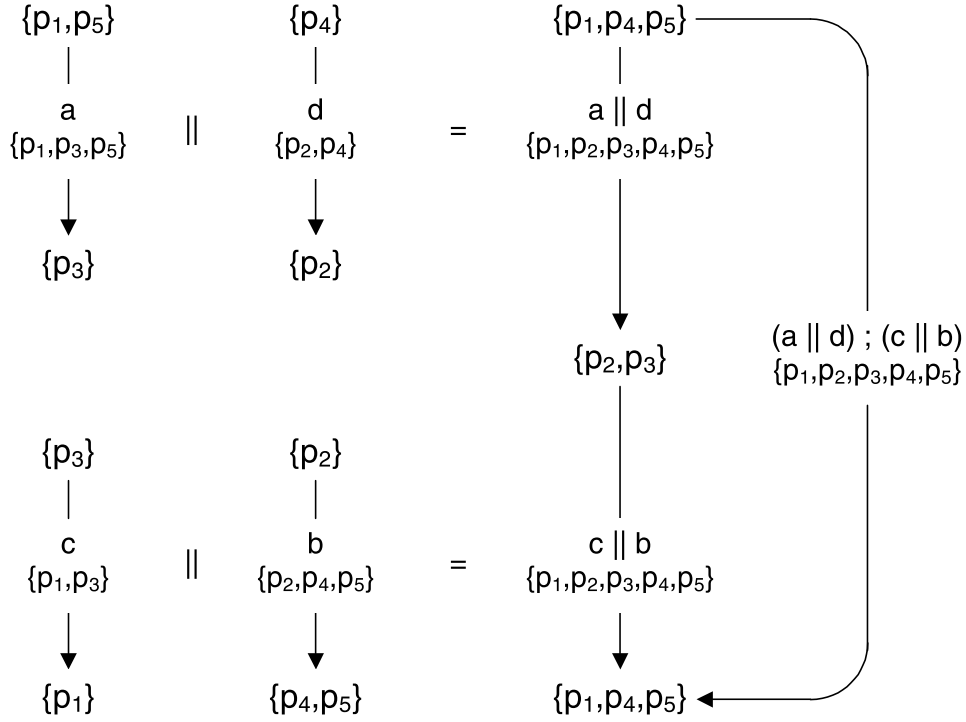 {p₁,p₅} {p₄} {p₁,p₄,p₅}
a || d = a || d
{p₁,p₃,p₅} {p₂,p₄} {p₁,p₂,p₃,p₄,p₅}
{p₃} {p₂}
(a || d) ; (c || b)
{p₂,p₃} {p₁,p₂,p₃,p₄,p₅}
{p₃} {p₂}
c || b = c || b
{p₁,p₃} {p₂,p₄,p₅} {p₁,p₂,p₃,p₄,p₅}
{p₁} {p₄,p₅} {p₁,p₄,p₅}